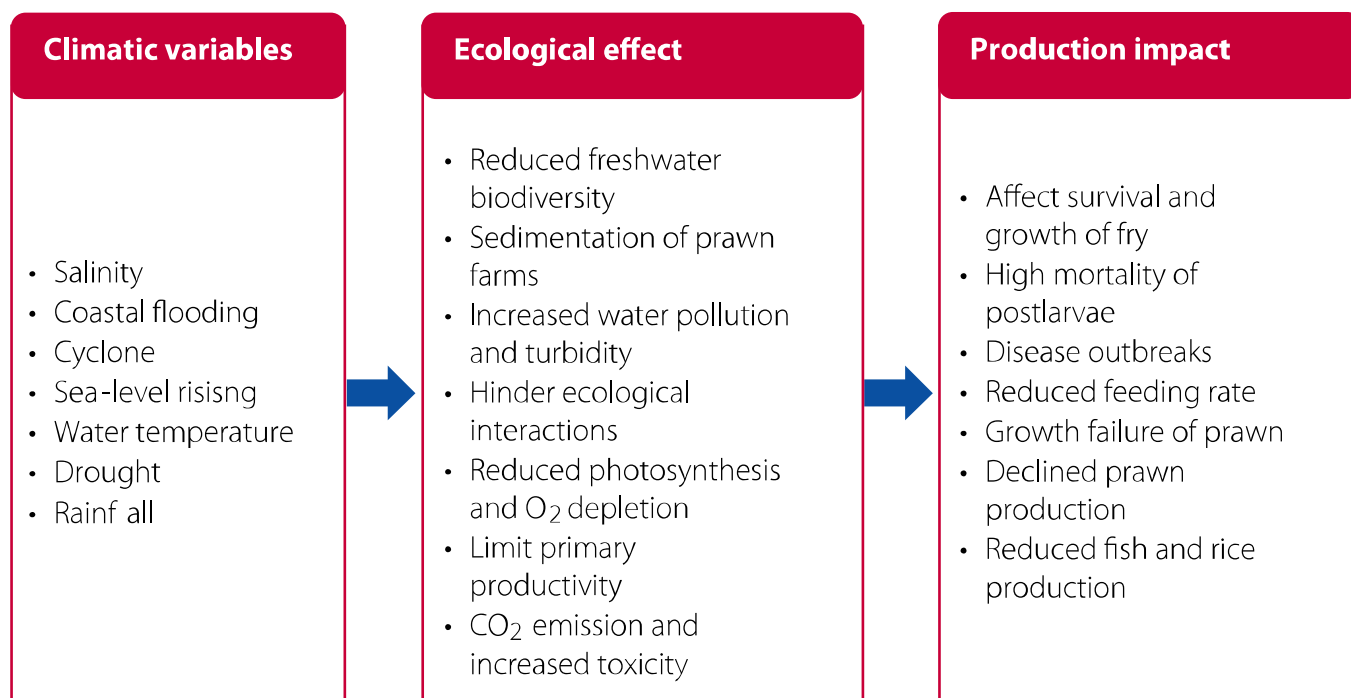 Climatic variables
• Salinity
• Coastal flooding
• Cyclone
• Sea-level risisng
• Water temperature
• Drought
• Rainf all
Ecological effect
• Reduced freshwater
biodiversity
• Sedimentation of prawn
farms
• Increased water pollution
and turbidity
• Hinder ecological
interactions
• Reduced photosynthesis
and O2 depletion
• Limit primary
productivity
• CO2 emission and
increased toxicity
Production impact
• Affect survival and
growth of fry
• High mortality of
postlarvae
• Disease outbreaks
• Reduced feeding rate
• Growth failure of prawn
• Declined prawn
production
• Reduced fish and rice
production